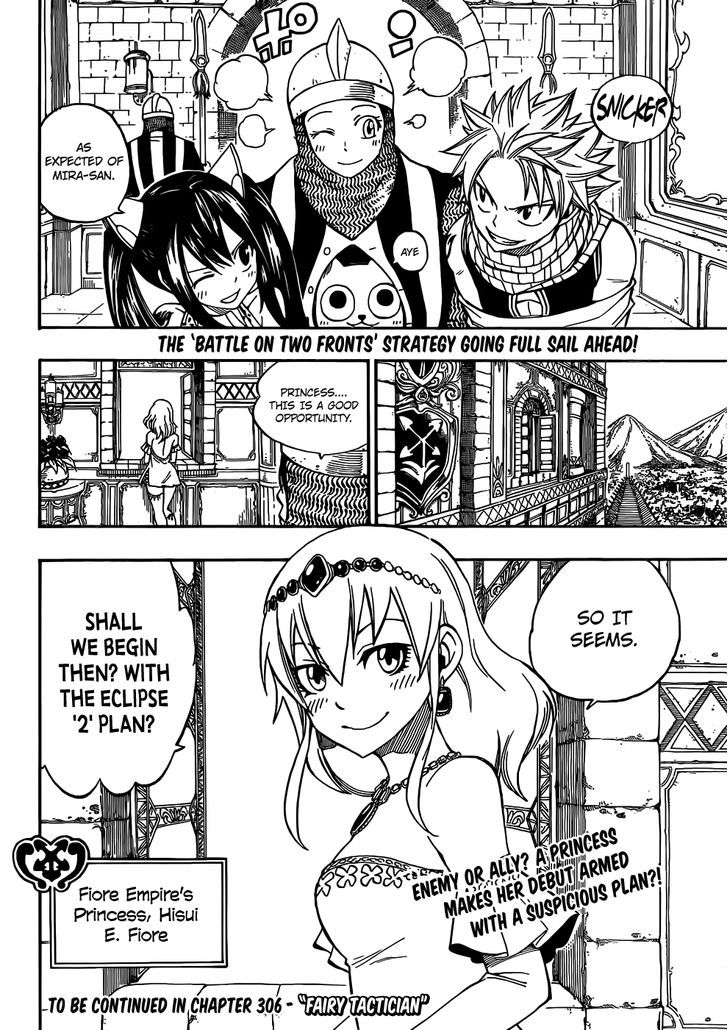 SNICKER
AS
EXPECTED OF
MIRA-SAN.
AYE
THE 'BATTLE ON TWO FRONTS' STRATEGY GOING FULL SAIL AHEAD!
PRINCESS....
THIS IS A GOOD
OPPORTUNITY.
SO IT
SEEMS.
SHALL
WE BEGIN
THEN? WITH
THE ECLIPSE
'2' PLAN?
ENEMY OR ALLY? A PRINCESS
MAKES HER DEBUT ARMED
WITH A SUSPICIOUS PLAN?!
Fiore Empire's
Princess, Hisui
E. Fiore
TO BE CONTINUED IN CHAPTER 306 - "FAIRY TACTICIAN"